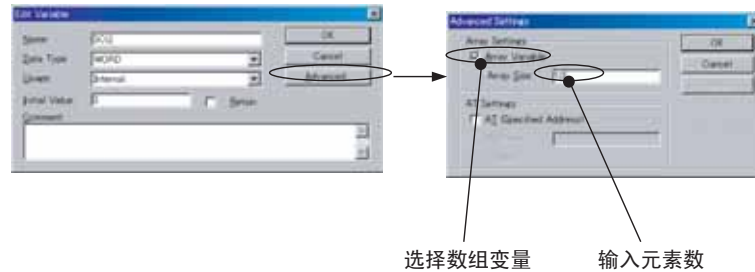 Edit Variable
Name
Data Type WORD
Usage Internal
Initial Value
Retain
Comment
OK
Cancel
Advanced
Advanced Settings
Array Settings
Array Variable
Array Size
AT Settings
AT (Specified Address)
OK
Cancel
选择数组变量
输入元素数